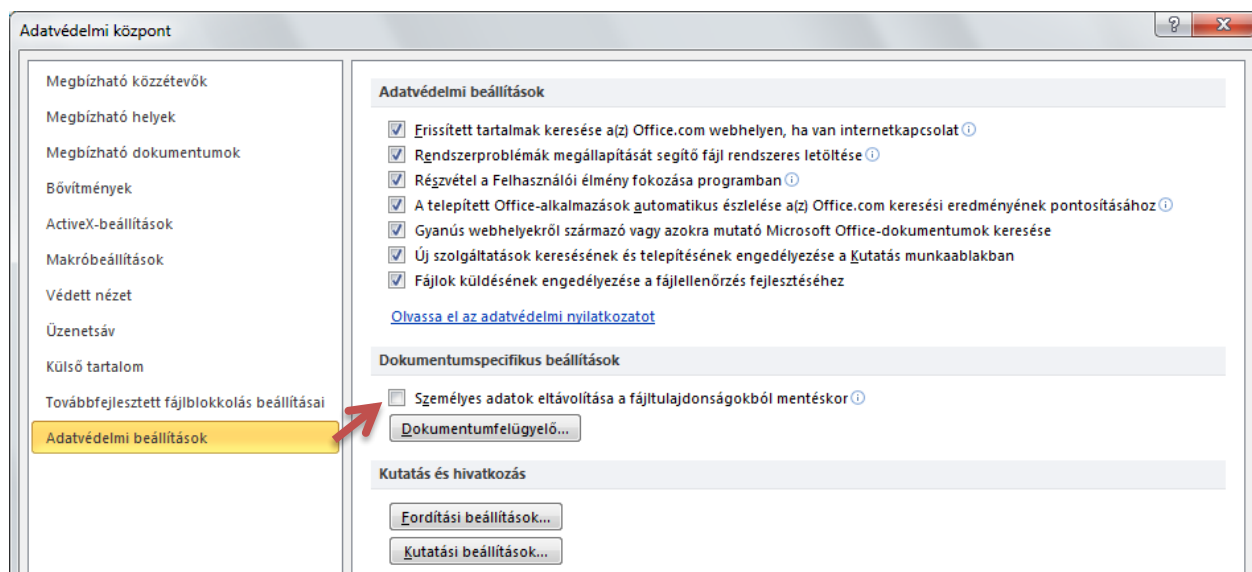 Adatvédelmi központ
Megbízható közzétevők
Megbízható helyek
Megbízható dokumentumok
Bővítmények
ActiveX-beállítások
Makróbeállítások
Védett nézet
Üzenetsáv
Külső tartalom
Továbbfejlesztett fájlblokkolás beállításai
Adatvédelmi beállítások
Adatvédelmi beállítások
Frissített tartalmak keresése a(z) Office.com webhelyen, ha van internetkapcsolat
Rendszerproblémák megállapítását segítő fájl rendszeres letöltése
Részvétel a Felhasználói élmény fokozása programban
A telepített Office-alkalmazások automatikus észlelése a(z) Office.com keresési eredményének pontosításához
Gyanús webhelyekről származó vagy azokra mutató Microsoft Office-dokumentumok keresése
Új szolgáltatások keresésének és telepítésének engedélyezése a Kutatás munkaablakban
Fájlok küldésének engedélyezése a fájlellenőrzés fejlesztéséhez
Olvassa el az adatvédelmi nyilatkozatot
Dokumentumspecifikus beállítások
Személyes adatok eltávolítása a fájltulajdonságokból mentéskor
Dokumentumfelügyelő...
Kutatás és hivatkozás
Fordítási beállítások...
Kutatási beállítások...